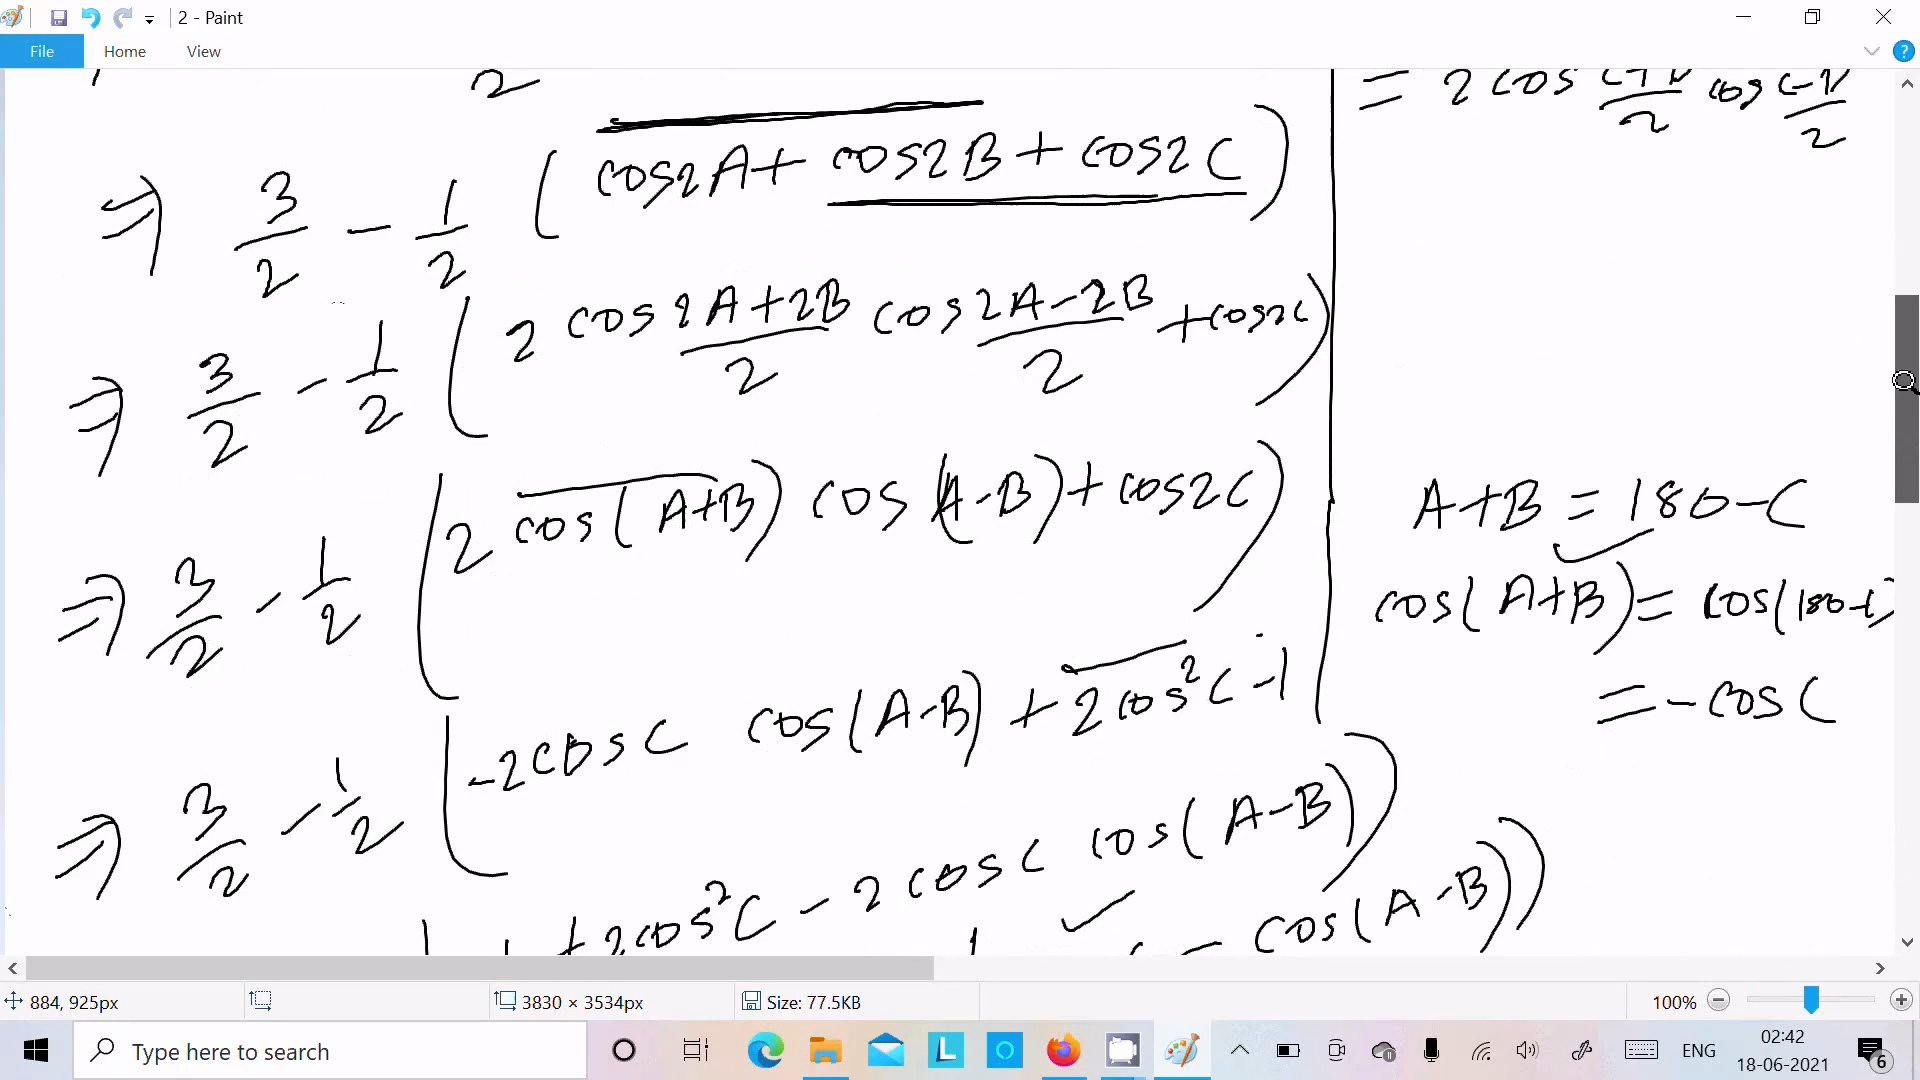 2 - Paint
File Home View
2
= 2 cos C+D/2 cos C-D/2
⇒ 3/2 - 1/2 (cos2A + cos2B + cos2C)
⇒ 3/2 - 1/2 (2 cos 2A+2B/2 cos 2A-2B/2 + cos2C)
⇒ 3/2 - 1/2 (2 cos(A+B) cos(A-B) + cos2C)
A+B = 180-C
cos(A+B) = cos(180-C)
= -cosC
⇒ 3/2 - 1/2 (-2cosC cos(A-B) + 2cos²C - 1
+ 2cos²C - 2cosC cos(A-B))
- cos(A-B))
884, 925px
3830 × 3534px
Size: 77.5KB
100%
Type here to search
ENG
02:42
18-06-2021
6